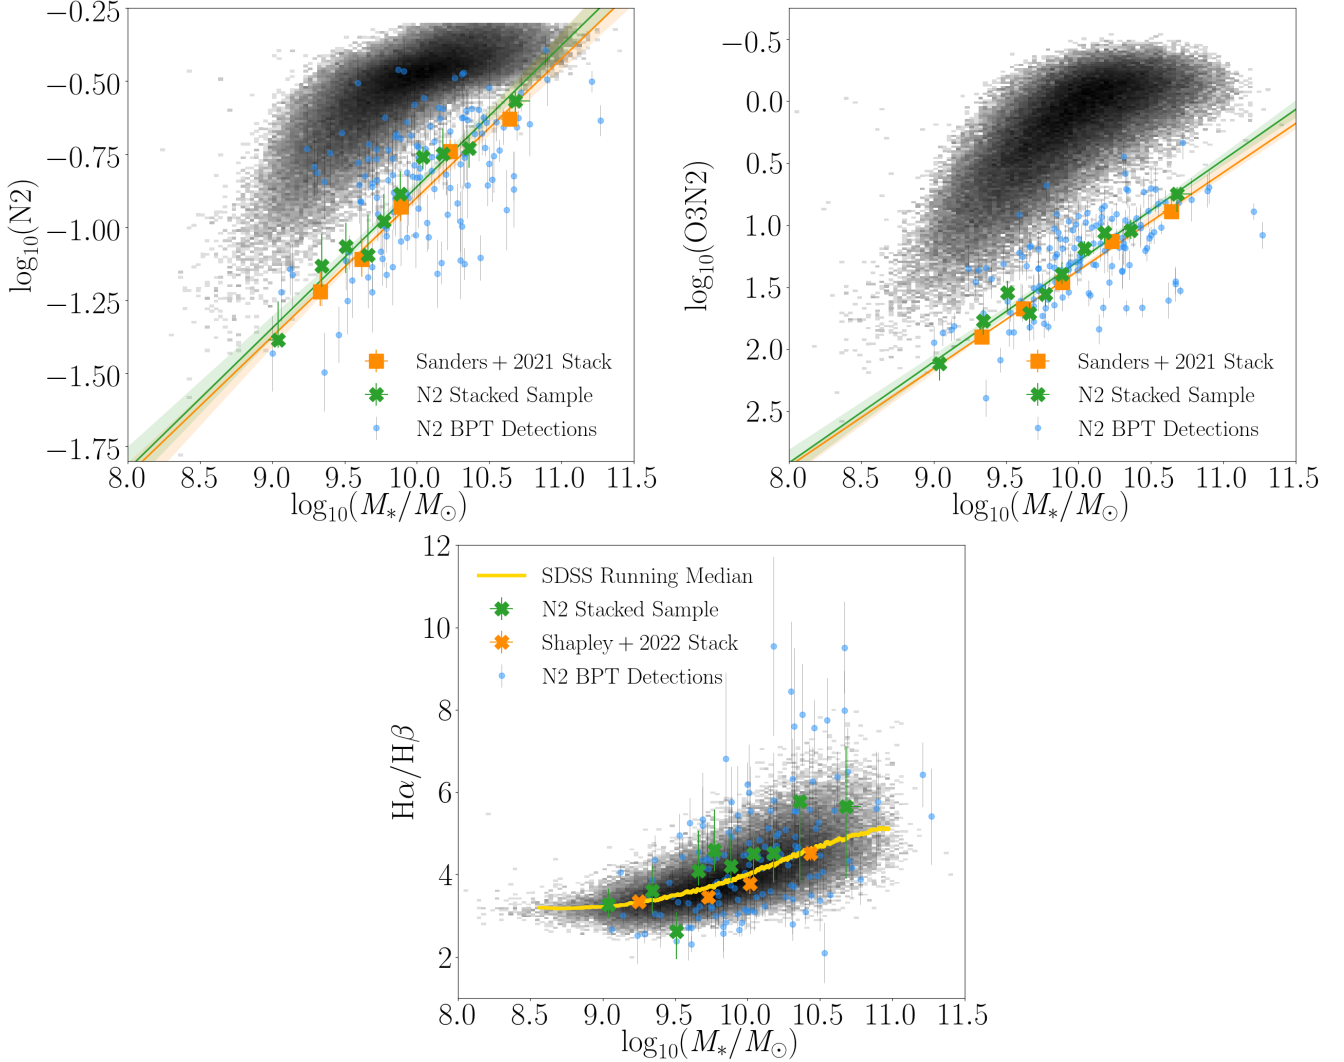 −0.25
−0.50
−0.75
−1.00
−1.25
−1.50
−1.75
log₁₀(N2)
8.0 8.5 9.0 9.5 10.0 10.5 11.0 11.5
log₁₀(M*/M⊙)
Sanders + 2021 Stack
N2 Stacked Sample
N2 BPT Detections
−0.5
0.0
0.5
1.0
1.5
2.0
2.5
log₁₀(O3N2)
8.0 8.5 9.0 9.5 10.0 10.5 11.0 11.5
log₁₀(M*/M⊙)
Sanders + 2021 Stack
N2 Stacked Sample
N2 BPT Detections
12
10
8
6
4
2
Hα/Hβ
8.0 8.5 9.0 9.5 10.0 10.5 11.0 11.5
log₁₀(M*/M⊙)
SDSS Running Median
N2 Stacked Sample
Shapley + 2022 Stack
N2 BPT Detections